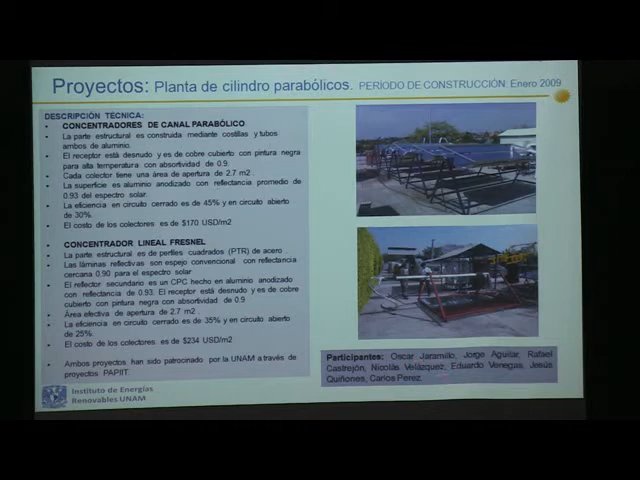 Proyectos: Planta de cilindro parabólicos. PERÍODO DE CONSTRUCCIÓN: Enero 2009
DESCRIPCIÓN TÉCNICA:
• CONCENTRADORES DE CANAL PARABÓLICO
• La parte estructural es construida mediante costillas y tubos
ambos de aluminio.
• El receptor está desnudo y es de cobre cubierto con pintura negra
para alta temperatura con absortividad de 0.9.
• Cada colector tiene una área de apertura de 2.7 m2 .
• La superficie es aluminio anodizado con reflectancia promedio de
0.93 del espectro solar.
• La eficiencia en circuito cerrado es de 45% y en circuito abierto
de 30%.
• El costo de los colectores es de $170 USD/m2
• CONCENTRADOR LINEAL FRESNEL
• La parte estructural es de perfiles cuadrados (PTR) de acero .
• Las láminas reflectivas son espejo convencional con reflectancia
cercana 0.90 para el espectro solar
• El reflector secundario es un CPC hecho en aluminio anodizado
con reflectancia de 0.93. El receptor está desnudo y es de cobre
cubierto con pintura negra con absortividad de 0.9
• Área efectiva de apertura de 2.7 m2 .
• La eficiencia en circuito cerrado es de 35% y en circuito abierto
de 25%.
• El costo de los colectores es de $234 USD/m2
• Ambos proyectos han sido patrocinado por la UNAM a través de
proyectos PAPIIT.
Participantes: Oscar Jaramillo, Jorge Aguilar, Rafael
Castrejón, Nicolás Velázquez, Eduardo Venegas, Jesús
Quiñones, Carlos Perez.
Instituto de Energías
Renovables UNAM